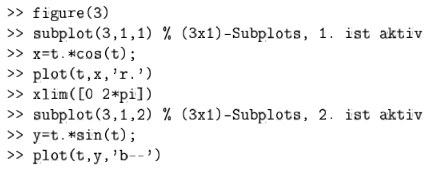 >> figure(3)
>> subplot(3,1,1) % (3x1)-Subplots, 1. ist aktiv
>> x=t.*cos(t);
>> plot(t,x,'r.')
>> xlim([0 2*pi])
>> subplot(3,1,2) % (3x1)-Subplots, 2. ist aktiv
>> y=t.*sin(t);
>> plot(t,y,'b--')